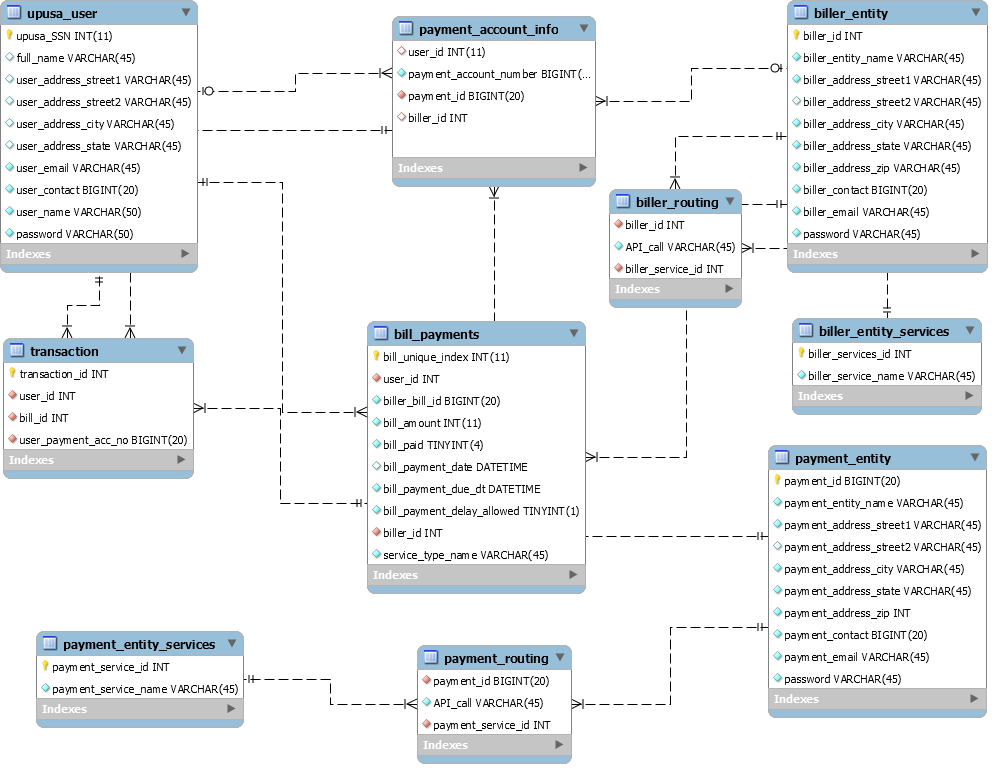 upusa_user
upusa_SSN INT(11)
full_name VARCHAR(45)
user_address_street1 VARCHAR(45)
user_address_street2 VARCHAR(45)
user_address_city VARCHAR(45)
user_address_state VARCHAR(45)
user_email VARCHAR(45)
user_contact BIGINT(20)
user_name VARCHAR(50)
password VARCHAR(50)
Indexes
payment_account_info
user_id INT(11)
payment_account_number BIGINT(...
payment_id BIGINT(20)
biller_id INT
Indexes
biller_entity
biller_id INT
biller_entity_name VARCHAR(45)
biller_address_street1 VARCHAR(45)
biller_address_street2 VARCHAR(45)
biller_address_city VARCHAR(45)
biller_address_state VARCHAR(45)
biller_address_zip VARCHAR(45)
biller_contact BIGINT(20)
biller_email VARCHAR(45)
password VARCHAR(45)
Indexes
biller_routing
biller_id INT
API_call VARCHAR(45)
biller_service_id INT
Indexes
transaction
transaction_id INT
user_id INT
bill_id INT
user_payment_acc_no BIGINT(20)
Indexes
bill_payments
bill_unique_index INT(11)
user_id INT
biller_bill_id BIGINT(20)
bill_amount INT(11)
bill_paid TINYINT(4)
bill_payment_date DATETIME
bill_payment_due_dt DATETIME
bill_payment_delay_allowed TINYINT(1)
biller_id INT
service_type_name VARCHAR(45)
Indexes
biller_entity_services
biller_services_id INT
biller_service_name VARCHAR(45)
Indexes
payment_entity
payment_id BIGINT(20)
payment_entity_name VARCHAR(45)
payment_address_street1 VARCHAR(45)
payment_address_street2 VARCHAR(45)
payment_address_city VARCHAR(45)
payment_address_state VARCHAR(45)
payment_address_zip INT
payment_contact BIGINT(20)
payment_email VARCHAR(45)
password VARCHAR(45)
Indexes
payment_entity_services
payment_service_id INT
payment_service_name VARCHAR(45)
Indexes
payment_routing
payment_id BIGINT(20)
API_call VARCHAR(45)
payment_service_id INT
Indexes